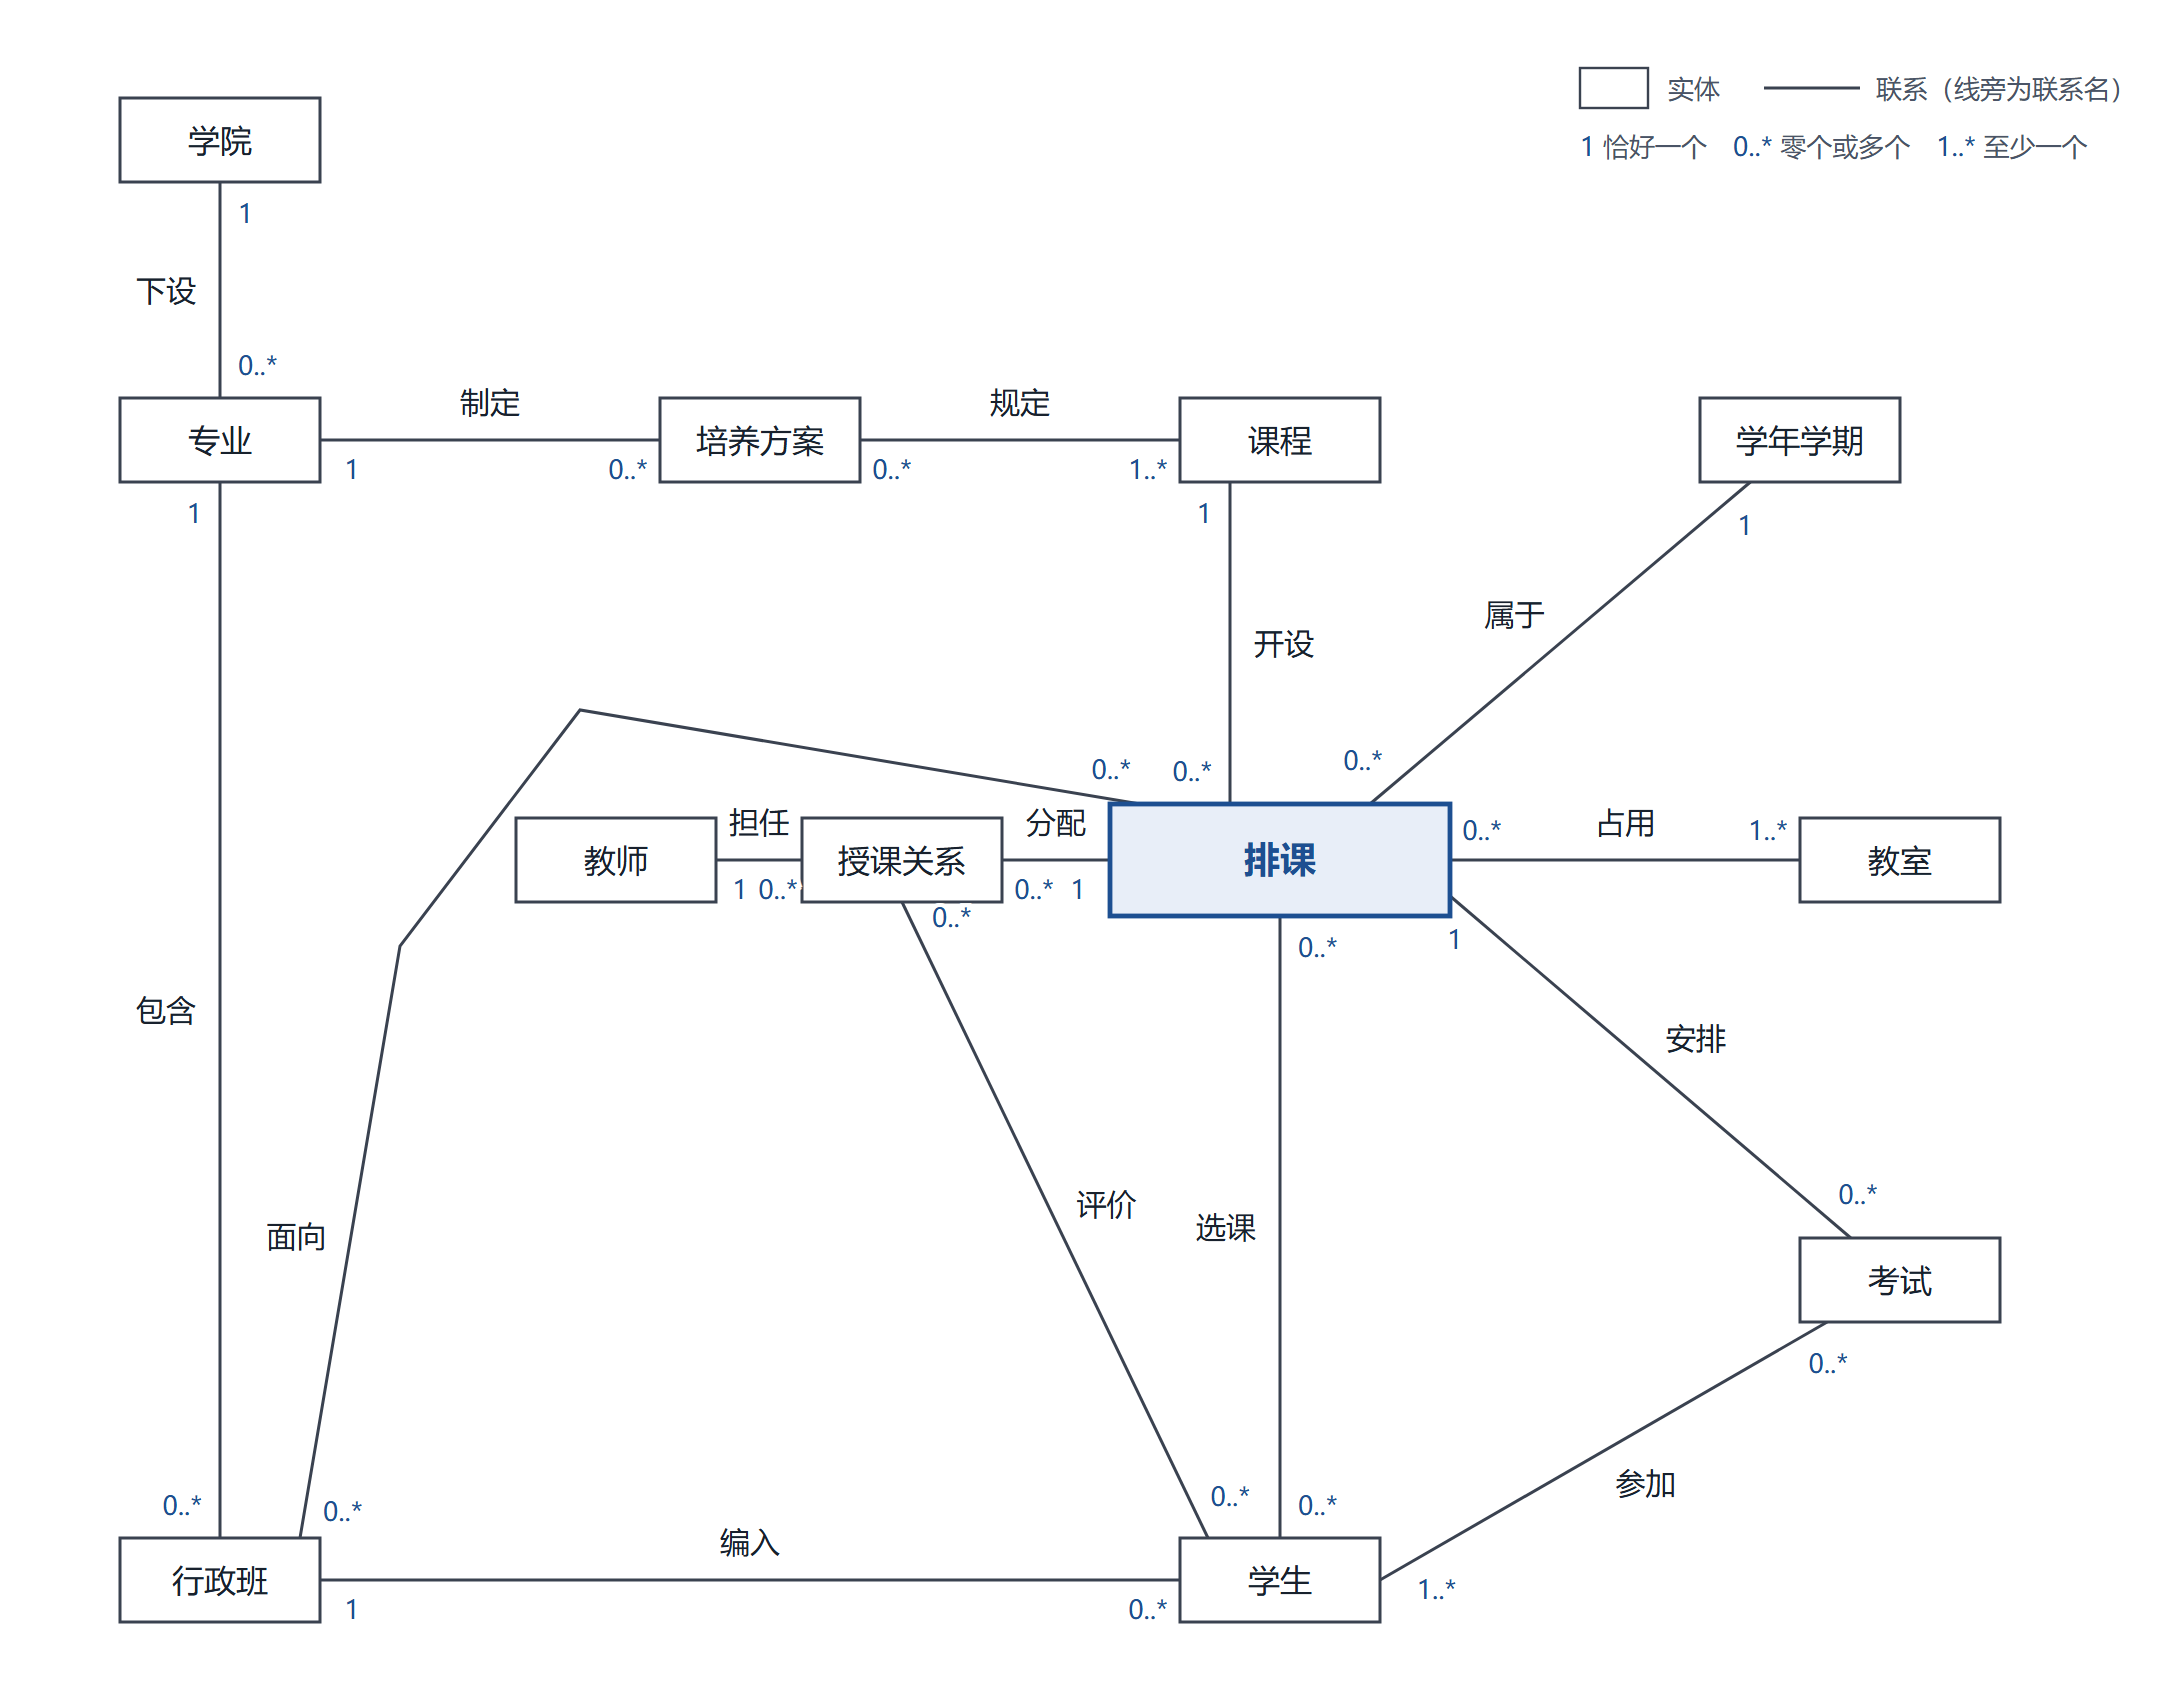 实体
联系（线旁为联系名）
1 恰好一个 0..* 零个或多个 1..* 至少一个
学院
1
下设
0..*
专业
制定
1
0..*
培养方案
规定
0..*
1..*
课程
学年学期
1
1
1
开设
属于
0..*
0..*
0..*
教师
担任
1
0..*
授课关系
分配
0..*
1
排课
0..*
占用
1..*
教室
0..*
0..*
1
包含
安排
面向
评价
选课
0..*
考试
0..*
参加
0..*
0..*
0..*
0..*
行政班
编入
1
0..*
学生
1..*